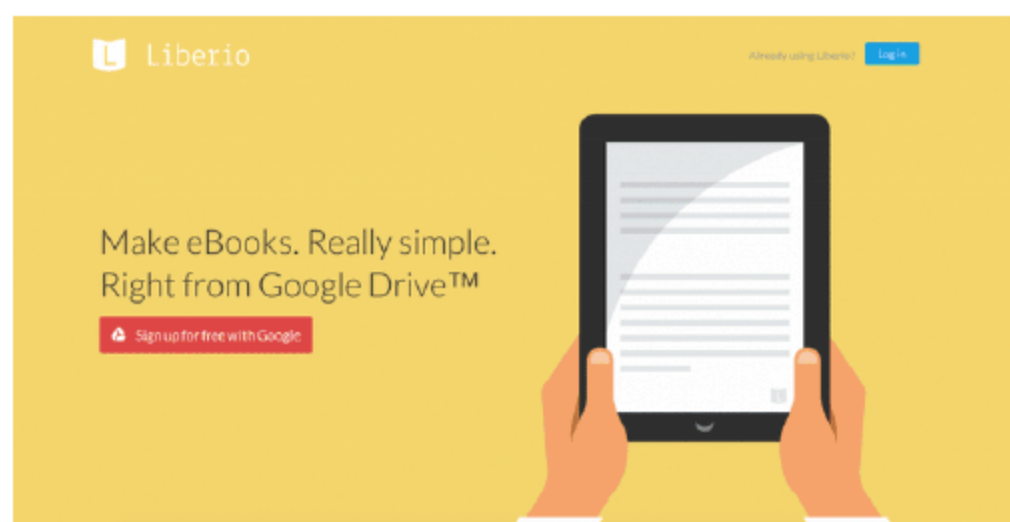 L Liberio
Already using Liberio?
Log in
Make eBooks. Really simple.
Right from Google Drive™
Sign up for free with Google
L